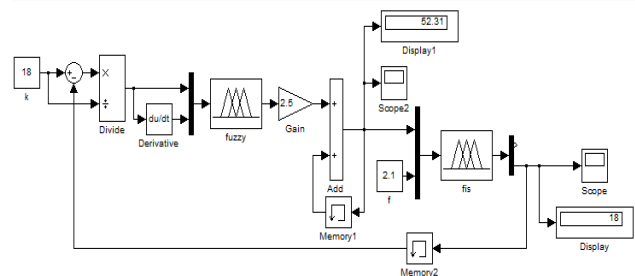 52.31
Display1
18
k
×
÷
Divide
du/dt
Derivative
fuzzy
2.5
Gain
+
+
Add
Scope2
2.1
f
fis
Scope
18
Display
Memory1
Memory2